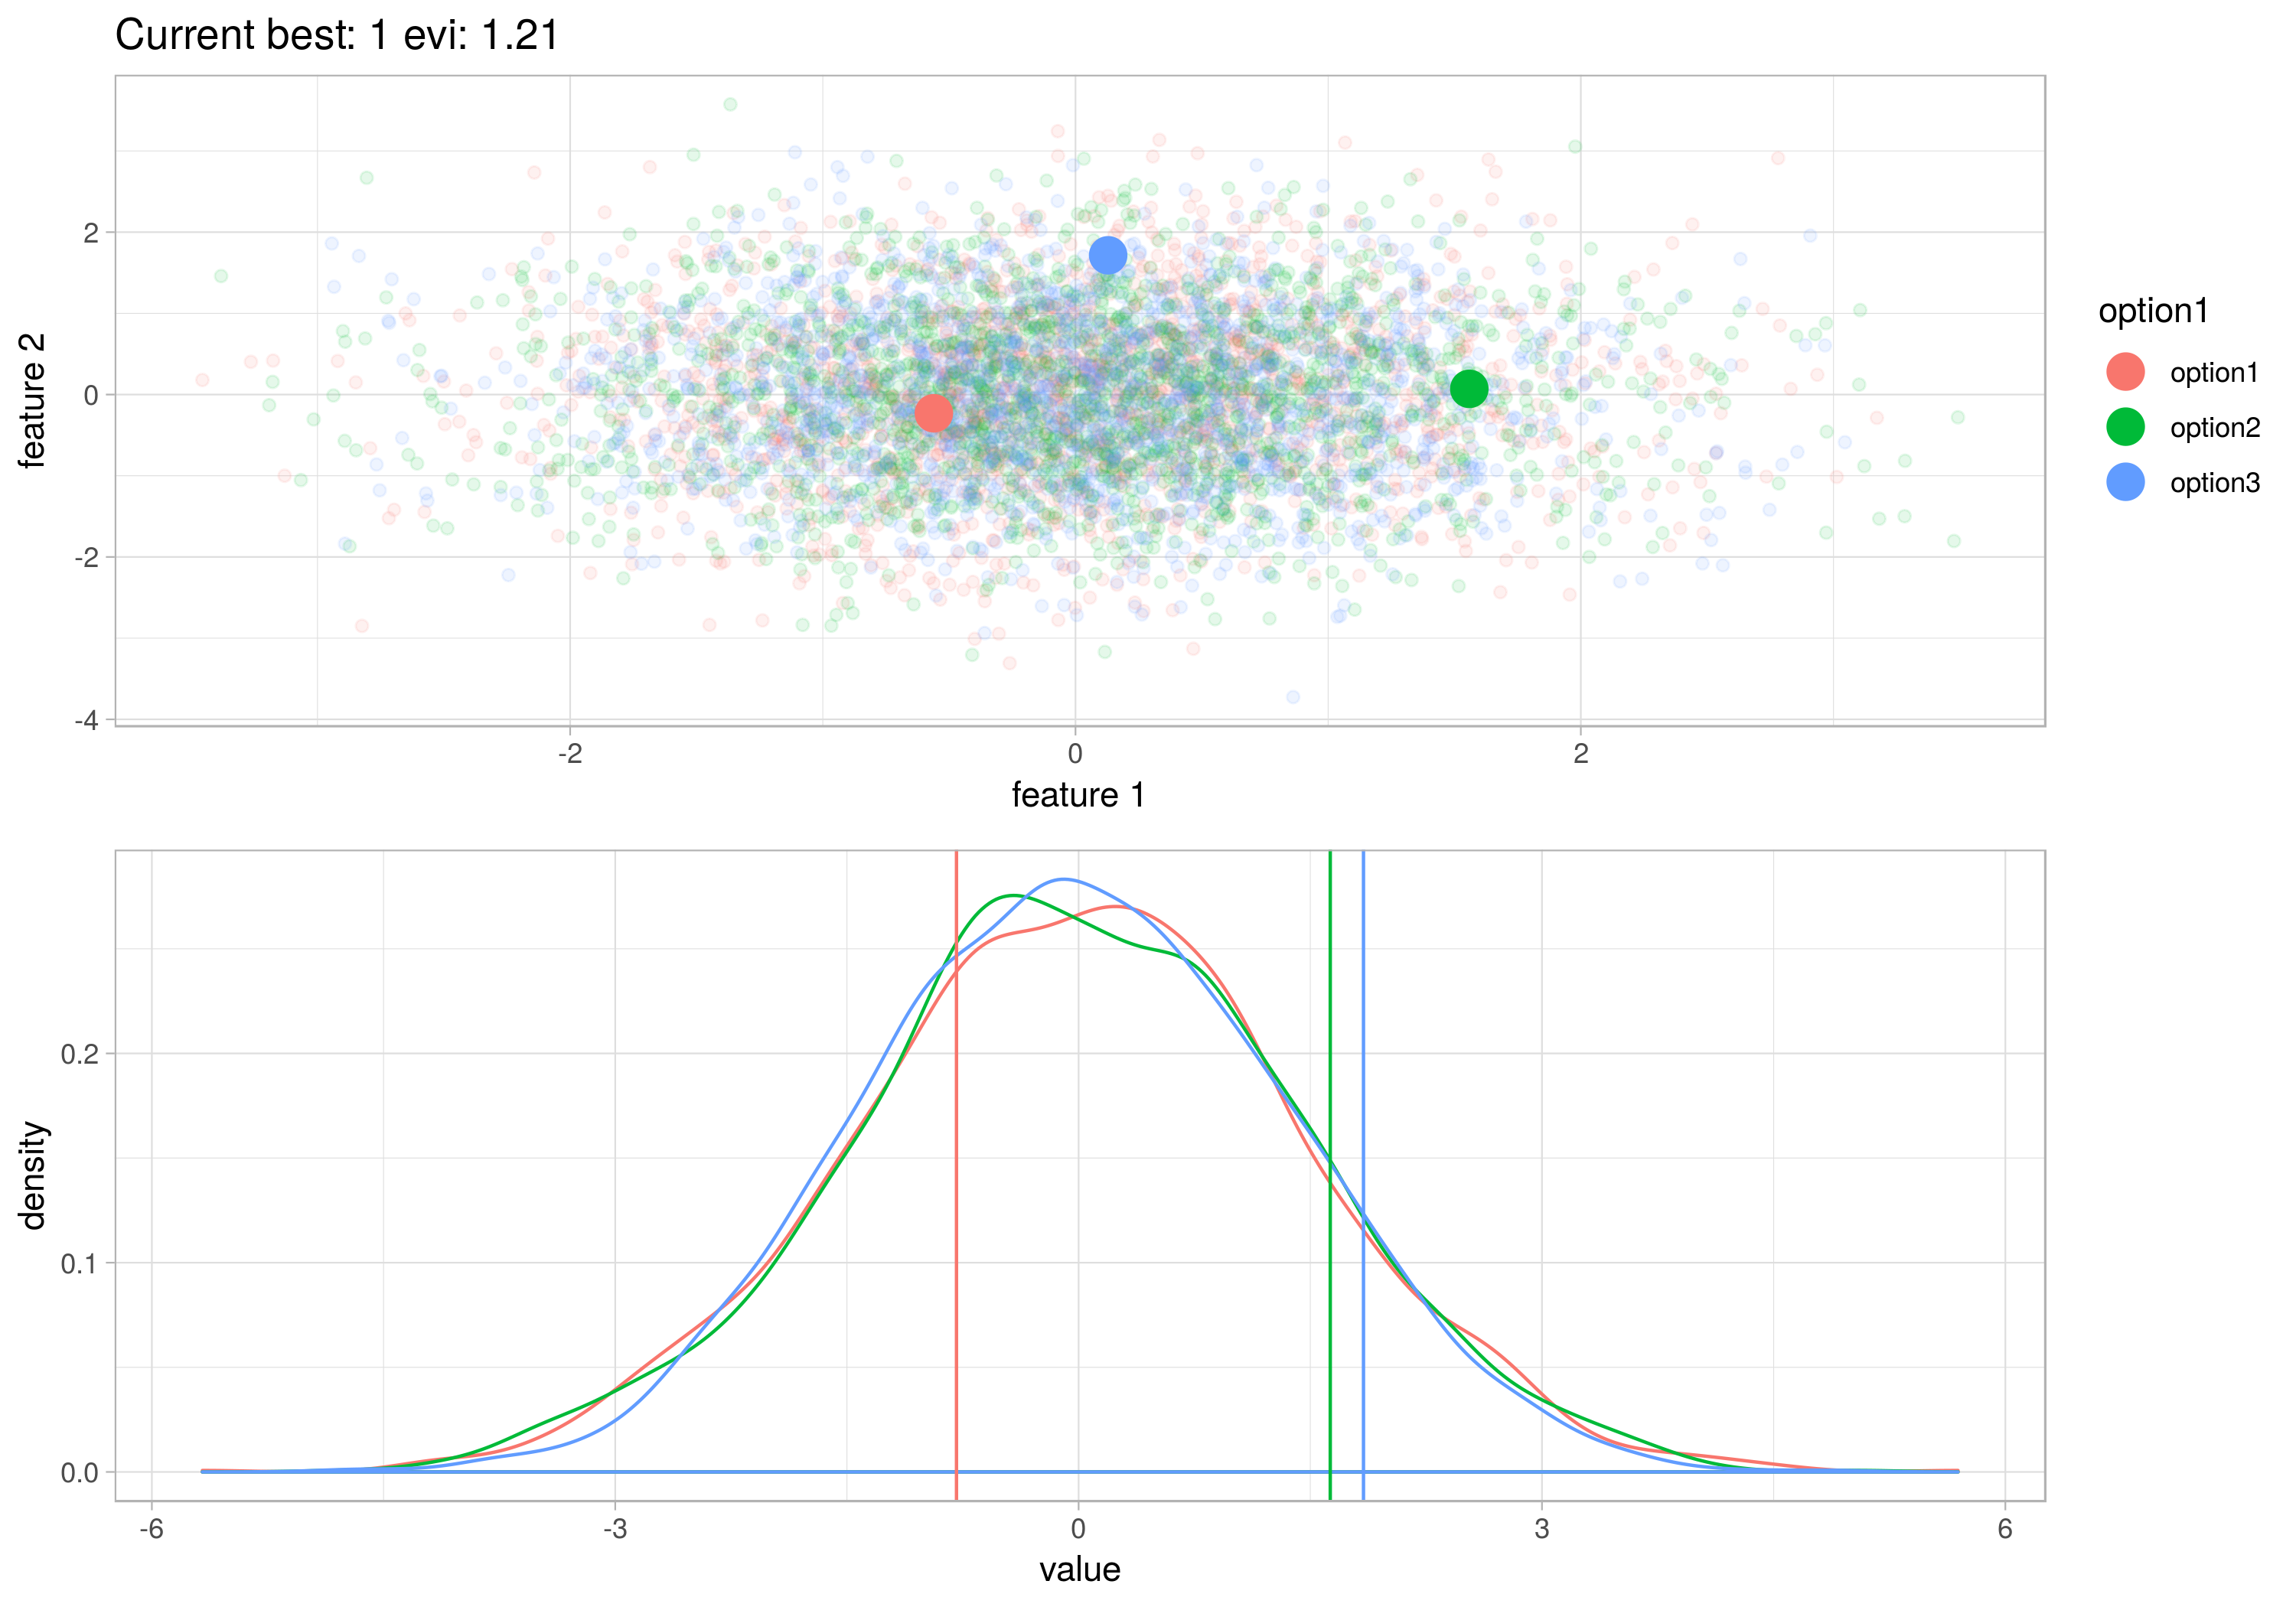 Current best: 1 evi: 1.21
feature 2
2
0
-2
-4
-2
0
2
feature 1
option1
option1
option2
option3
density
0.2
0.1
0.0
-6
-3
0
3
6
value